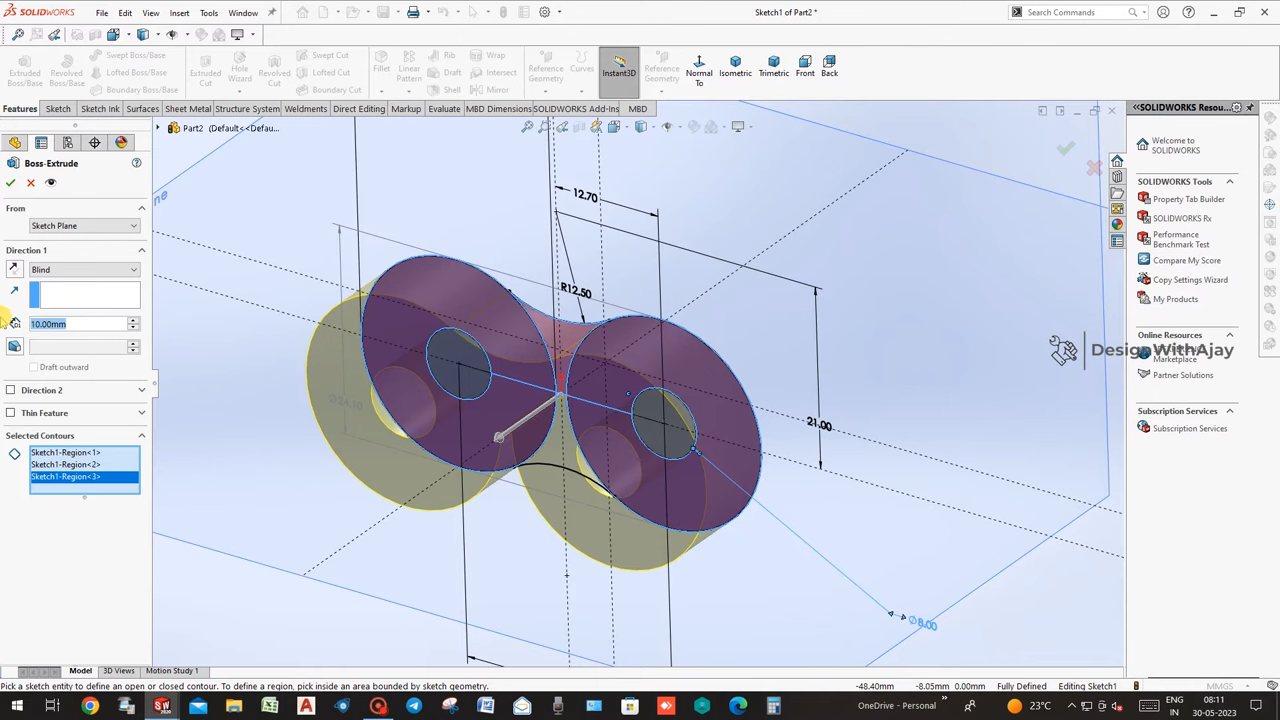 SOLIDWORKS
File Edit View Insert Tools Window
Sketch1 of Part2 *
Search Commands
Extruded Boss/Base
Revolved Boss/Base
Swept Boss/Base
Lofted Boss/Base
Boundary Boss/Base
Extruded Cut
Hole Wizard
Revolved Cut
Swept Cut
Lofted Cut
Boundary Cut
Fillet
Linear Pattern
Rib
Draft
Shell
Wrap
Intersect
Mirror
Reference Geometry
Curves
Instant3D
Reference Geometry
Normal To
Isometric
Trimetric
Front
Back
Features Sketch Sketch Ink Surfaces Sheet Metal Structure System Weldments Direct Editing Markup Evaluate MBD Dimensions SOLIDWORKS Add-Ins MBD
SOLIDWORKS Resou...
Part2 (Default<<Defau...
Boss-Extrude
From
Sketch Plane
Direction 1
Blind
10.00mm
Draft outward
Direction 2
Thin Feature
Selected Contours
Sketch1-Region<1>
Sketch1-Region<2>
Sketch1-Region<3>
ne
12.70
R12.50
21.00
Ø24.10
Ø8.00
DesignWithAjay
Welcome to SOLIDWORKS
SOLIDWORKS Tools
Property Tab Builder
SOLIDWORKS Rx
Performance Benchmark Test
Compare My Score
Copy Settings Wizard
My Products
Online Resources
Marketplace
Partner Solutions
Subscription Services
Subscription Services
Model 3D Views Motion Study 1
Pick a sketch entity to define an open or closed contour. To define a region, pick inside an area bounded by sketch geometry.
-48.40mm -8.05mm 0.00mm Fully Defined Editing Sketch1
MMGS
OneDrive - Personal
23°C
ENG
IN
08:11
30-05-2023